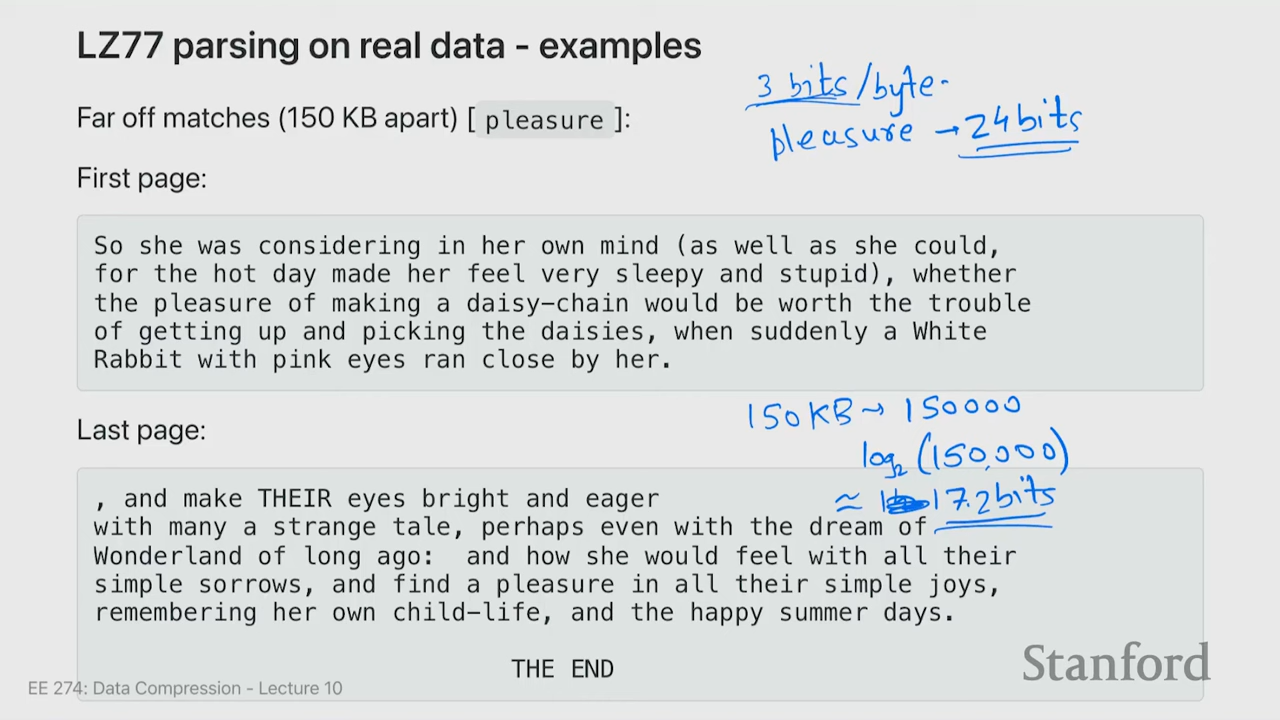 LZ77 parsing on real data - examples
3 bits/byte.
Far off matches (150 KB apart) [ pleasure ]:
pleasure → 24 bits
First page:
So she was considering in her own mind (as well as she could,
for the hot day made her feel very sleepy and stupid), whether
the pleasure of making a daisy-chain would be worth the trouble
of getting up and picking the daisies, when suddenly a White
Rabbit with pink eyes ran close by her.
150KB → 150000
Last page:
log₂ (150,000)
, and make THEIR eyes bright and eager
≈ 17.2 bits
with many a strange tale, perhaps even with the dream of
Wonderland of long ago:  and how she would feel with all their
simple sorrows, and find a pleasure in all their simple joys,
remembering her own child-life, and the happy summer days.
THE END
Stanford
EE 274: Data Compression - Lecture 10